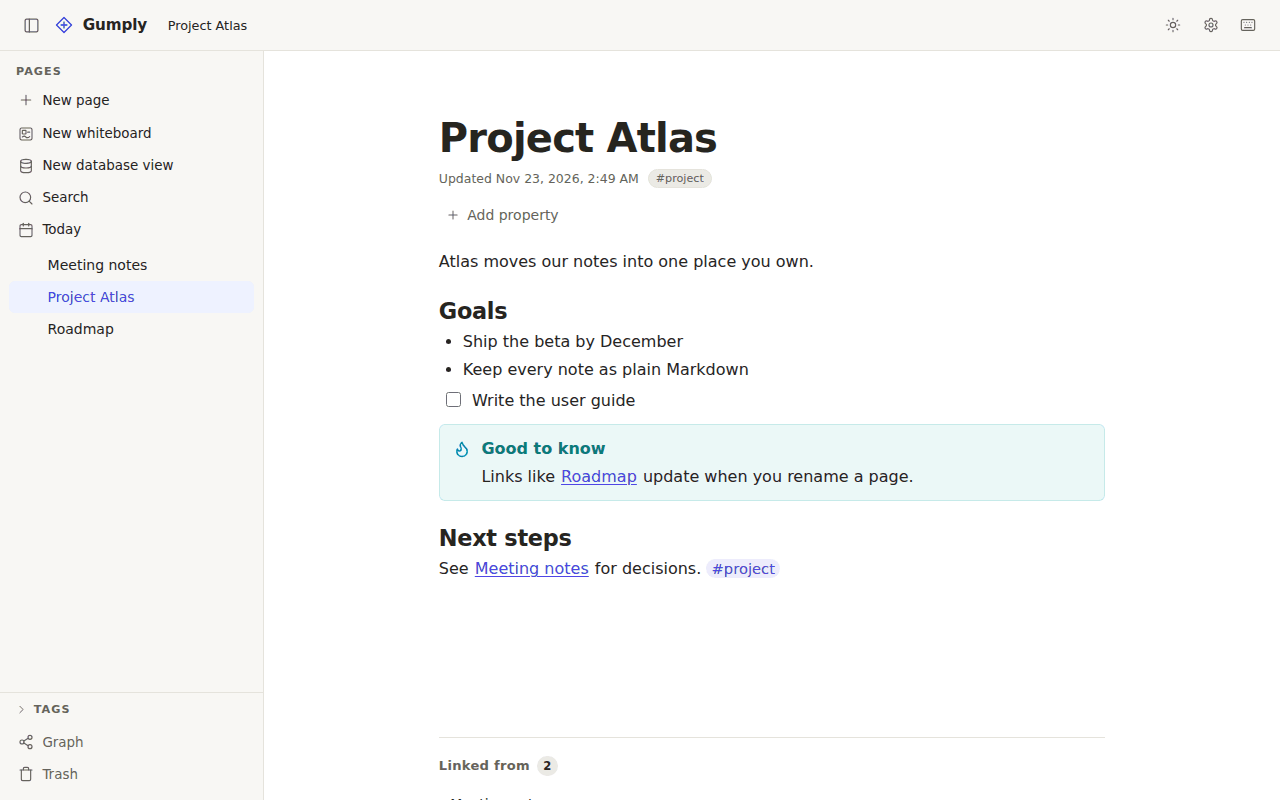 Gumply
Project Atlas
PAGES
New page
New whiteboard
New database view
Search
Today
Meeting notes
Project Atlas
Roadmap
TAGS
Graph
Trash
Project Atlas
Updated Nov 23, 2026, 2:49 AM #project
Add property
Atlas moves our notes into one place you own.
Goals
• Ship the beta by December
• Keep every note as plain Markdown
Write the user guide
Good to know
Links like Roadmap update when you rename a page.
Next steps
See Meeting notes for decisions. #project
Linked from 2